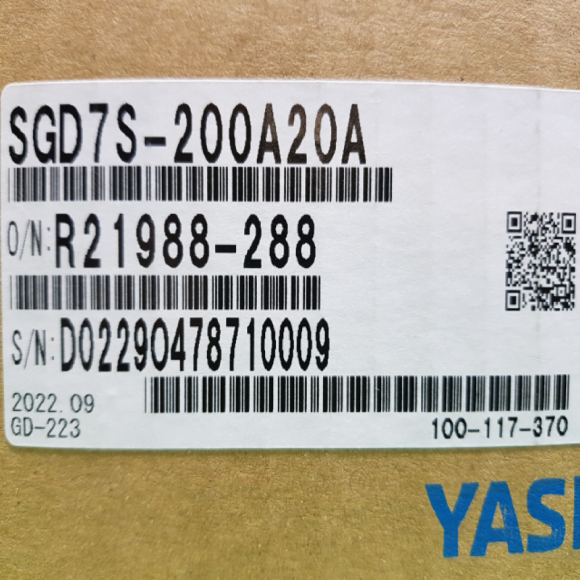 SGD7S-200A20A
O/N: R21988-288
S/N: D02290478710009
2022.09
GD-223
100-117-370
YAS